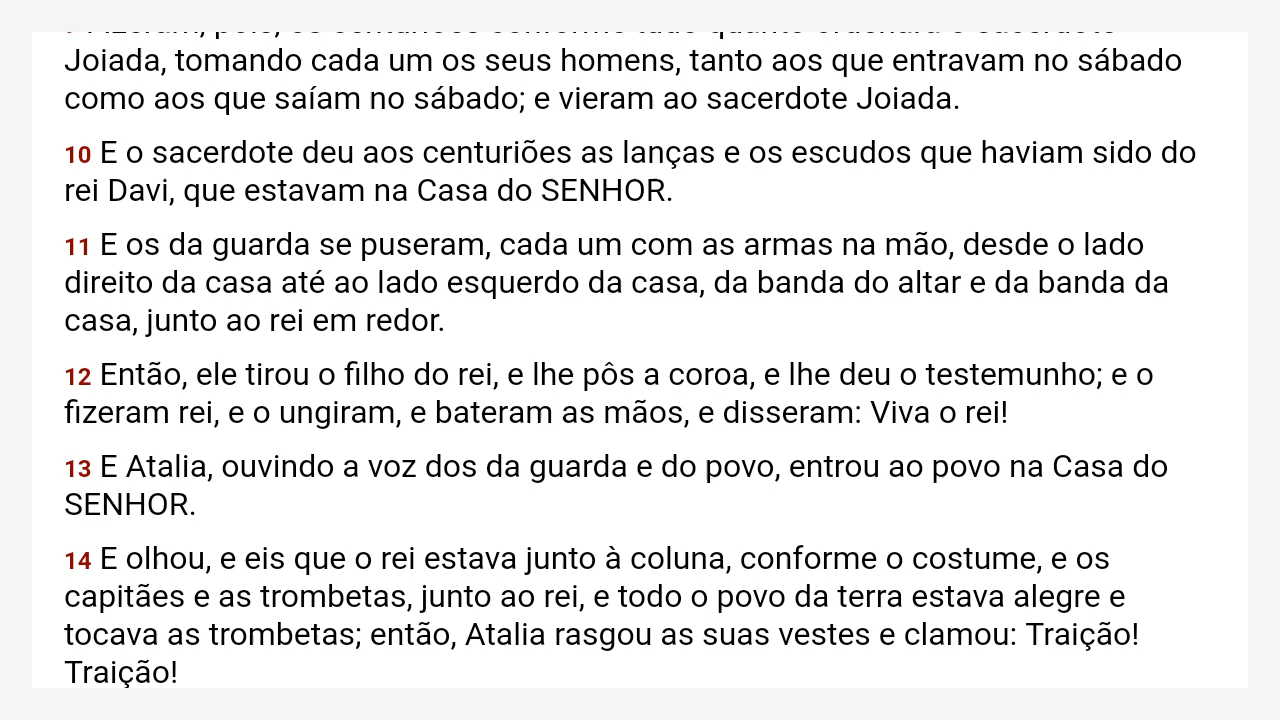 Joiada, tomando cada um os seus homens, tanto aos que entravam no sábado
como aos que saíam no sábado; e vieram ao sacerdote Joiada.
10 E o sacerdote deu aos centuriões as lanças e os escudos que haviam sido do
rei Davi, que estavam na Casa do SENHOR.
11 E os da guarda se puseram, cada um com as armas na mão, desde o lado
direito da casa até ao lado esquerdo da casa, da banda do altar e da banda da
casa, junto ao rei em redor.
12 Então, ele tirou o filho do rei, e lhe pôs a coroa, e lhe deu o testemunho; e o
fizeram rei, e o ungiram, e bateram as mãos, e disseram: Viva o rei!
13 E Atalia, ouvindo a voz dos da guarda e do povo, entrou ao povo na Casa do
SENHOR.
14 E olhou, e eis que o rei estava junto à coluna, conforme o costume, e os
capitães e as trombetas, junto ao rei, e todo o povo da terra estava alegre e
tocava as trombetas; então, Atalia rasgou as suas vestes e clamou: Traição!
Traição!